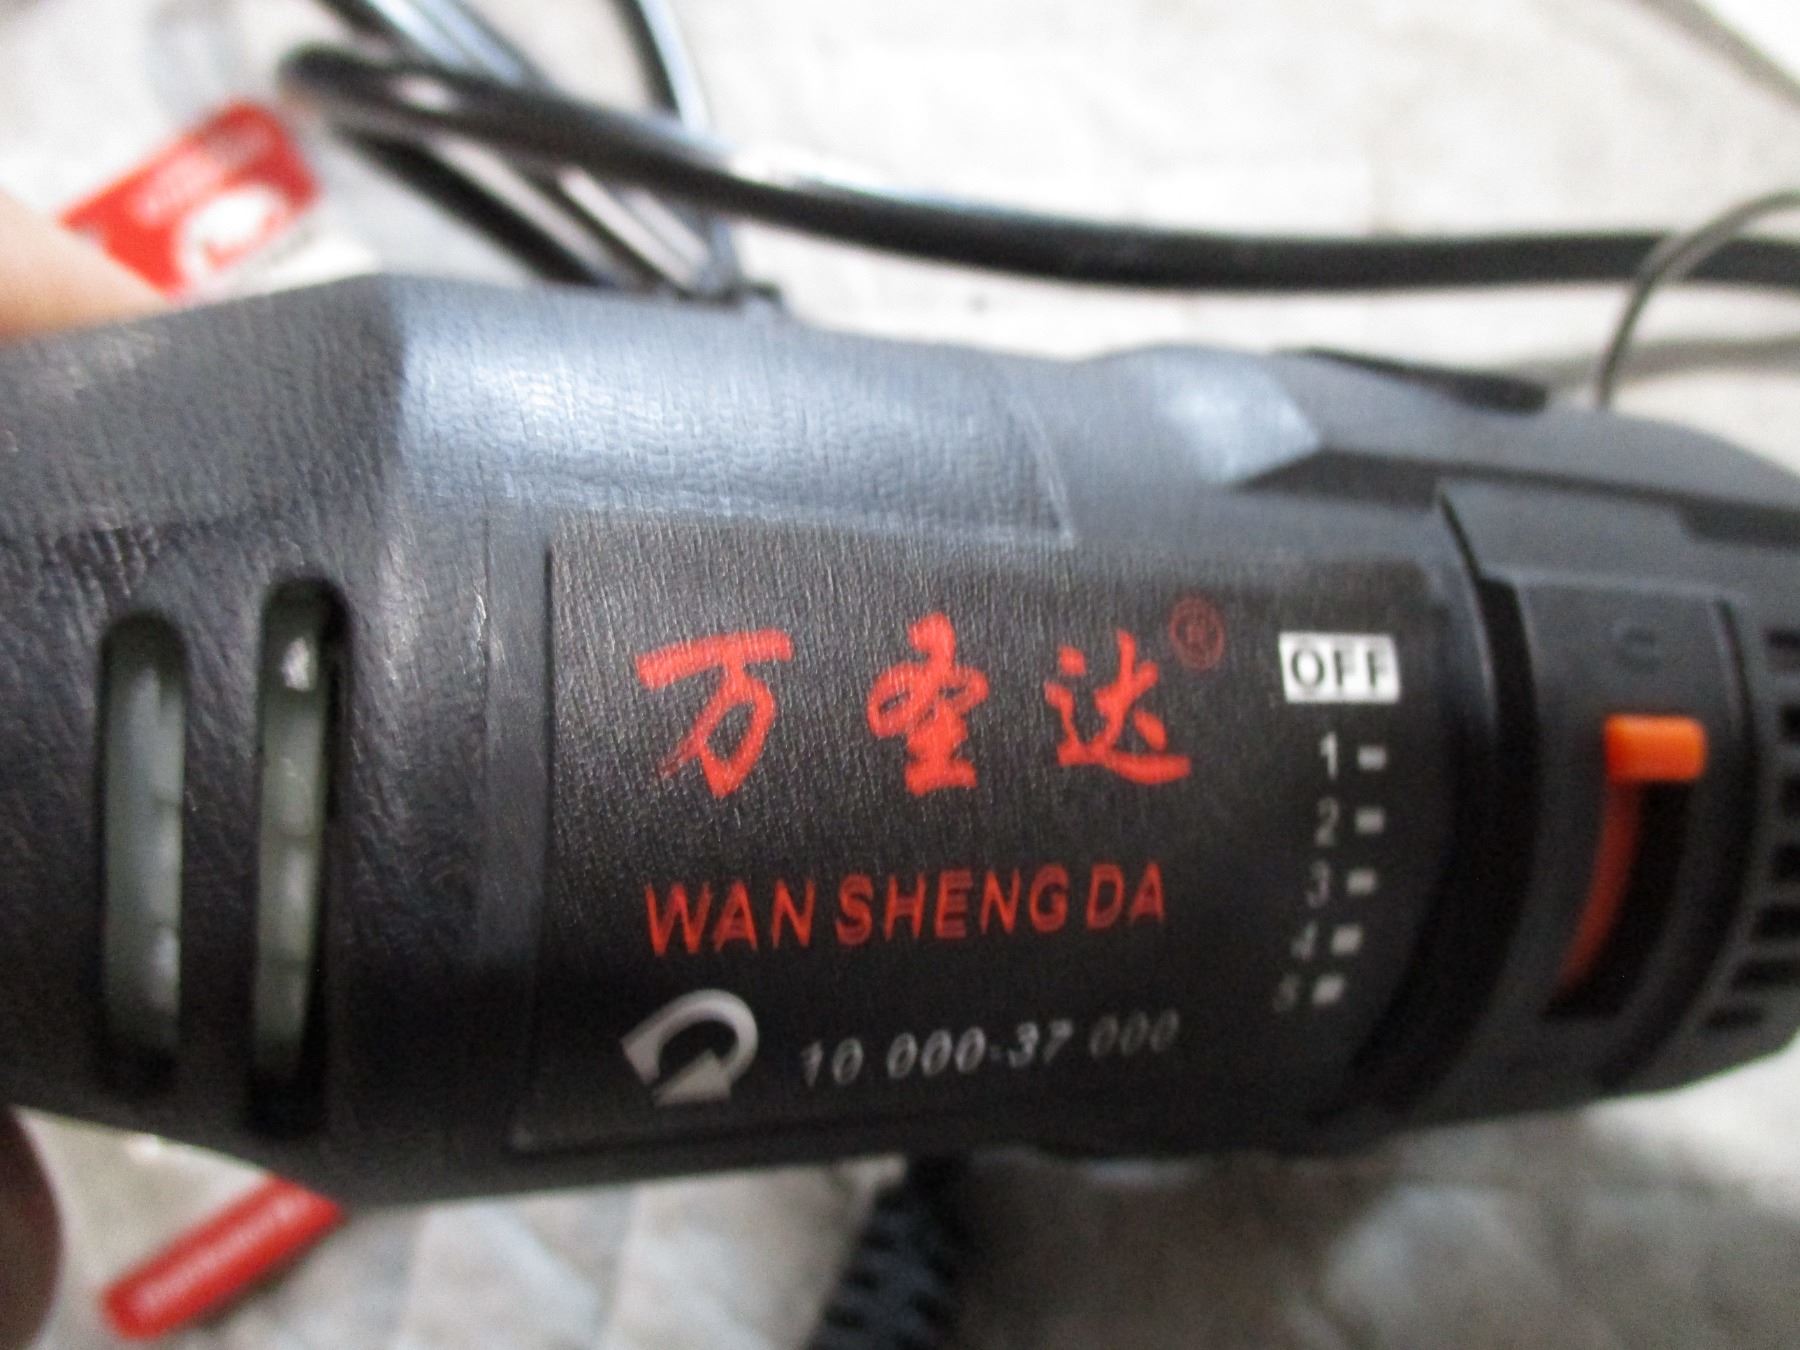 万圣达®
WAN SHENG DA
10 000-37 000
OFF
1
2
3
4
5